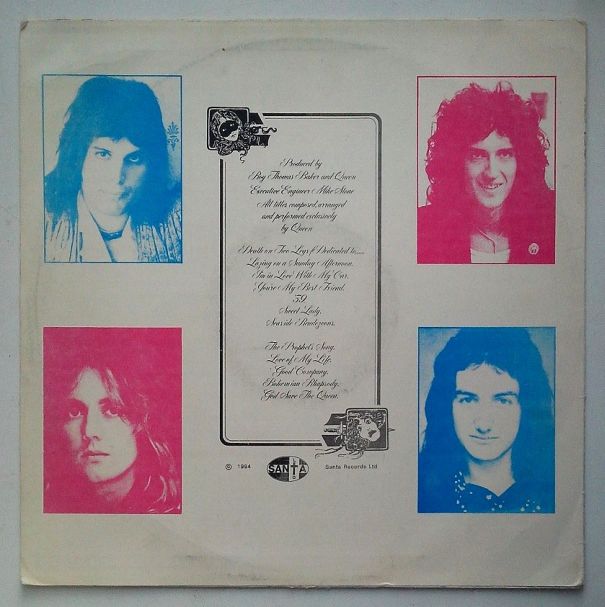 Produced by
Roy Thomas Baker and Queen
Executive Engineer Mike Stone
All titles composed, arranged
and performed exclusively
by Queen
Death on Two Legs (Dedicated to.....
Lazing on a Sunday Afternoon.
I'm in Love With My Car.
You're My Best Friend.
39
Sweet Lady.
Seaside Rendezvous.
The Prophet's Song.
Love of My Life.
Good Company.
Bohemian Rhapsody.
God Save The Queen.
© 1994 SANTA Santa Records Ltd